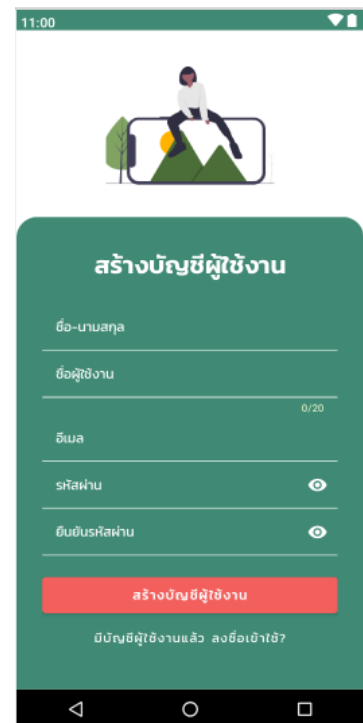 11:00
สร้างบัญชีผู้ใช้งาน
ชื่อ-นามสกุล
ชื่อผู้ใช้งาน
0/20
อีเมล
รหัสผ่าน
ยืนยันรหัสผ่าน
สร้างบัญชีผู้ใช้งาน
มีบัญชีผู้ใช้งานแล้ว ลงชื่อเข้าใช้?